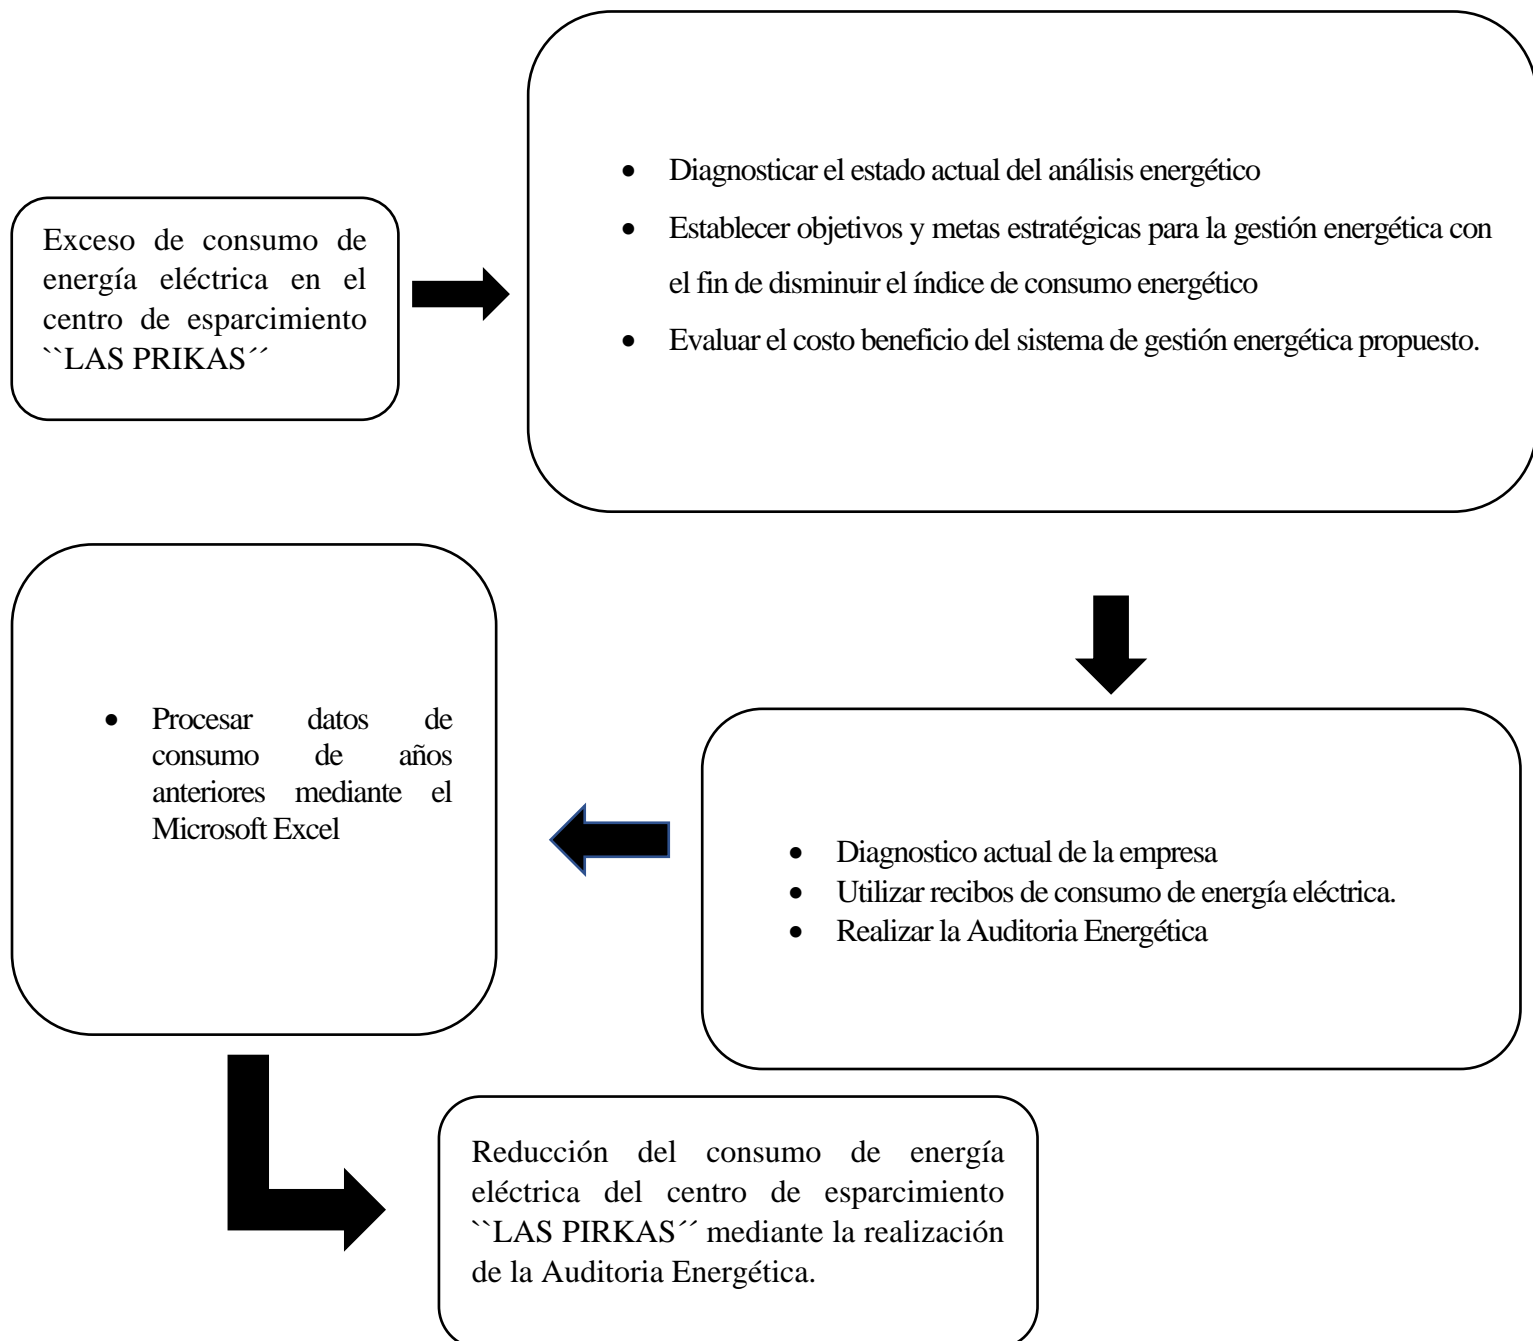 Exceso de consumo de
energía eléctrica en el
centro de esparcimiento
``LAS PRIKAS´´
• Diagnosticar el estado actual del análisis energético
• Establecer objetivos y metas estratégicas para la gestión energética con
el fin de disminuir el índice de consumo energético
• Evaluar el costo beneficio del sistema de gestión energética propuesto.
• Diagnostico actual de la empresa
• Utilizar recibos de consumo de energía eléctrica.
• Realizar la Auditoria Energética
• Procesar datos de
consumo de años
anteriores mediante el
Microsoft Excel
Reducción del consumo de energía
eléctrica del centro de esparcimiento
``LAS PIRKAS´´ mediante la realización
de la Auditoria Energética.